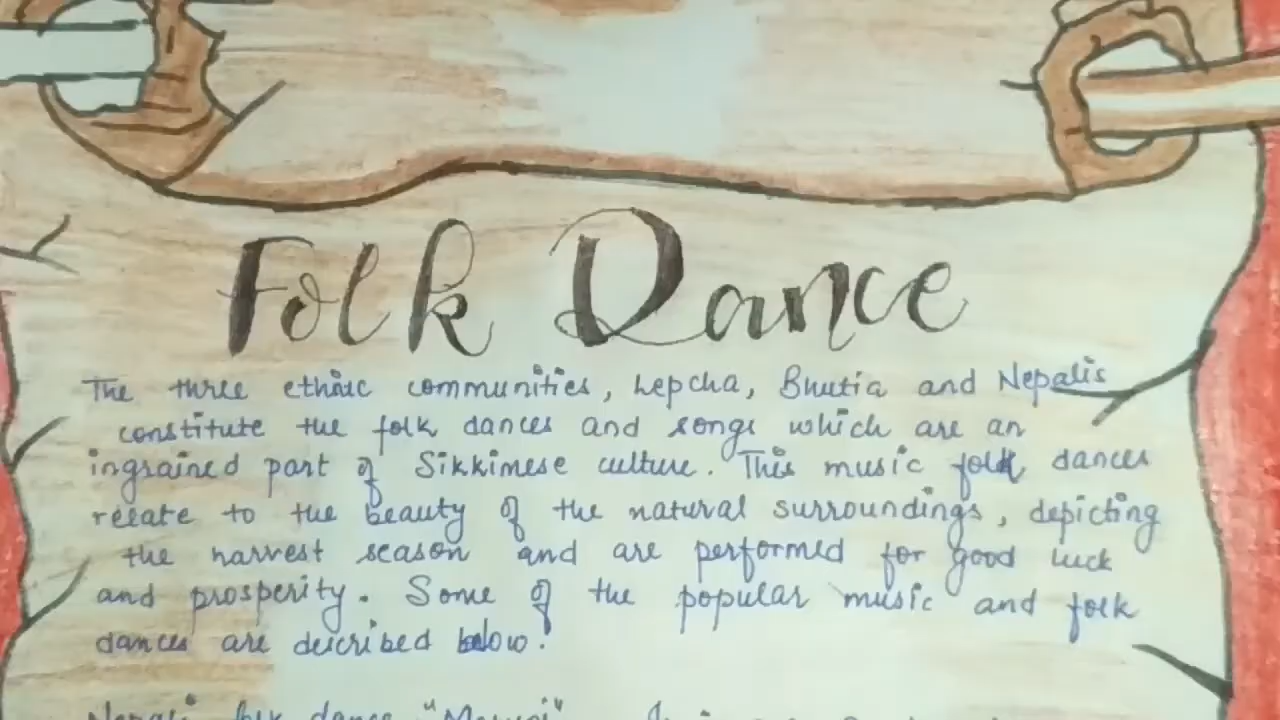 Folk Dance
The three ethnic communities, Lepcha, Bhutia and Nepalis
constitute the folk dances and songs which are an
ingrained part of Sikkimese culture. This music folk dances
relate to the beauty of the natural surroundings, depicting
the harvest season and are performed for good luck
and prosperity. Some of the popular music and folk
dances are described below:
Nepali folk dance